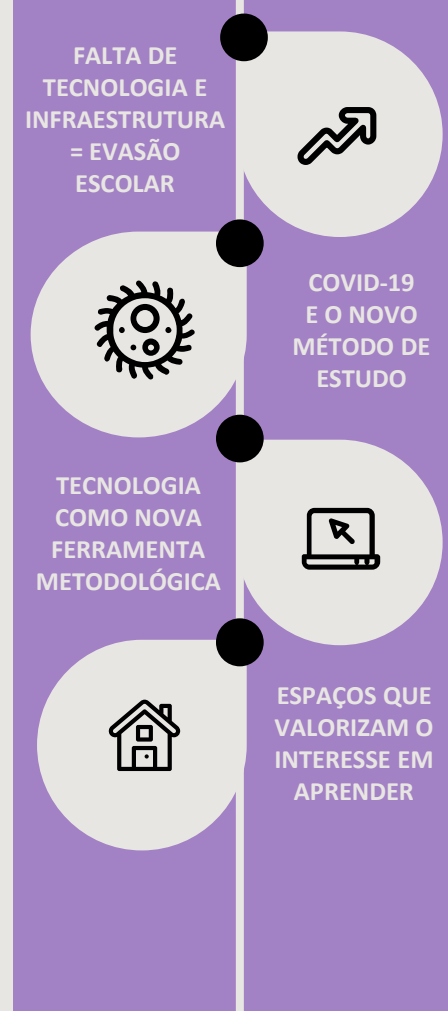 FALTA DE
TECNOLOGIA E
INFRAESTRUTURA
= EVASÃO
ESCOLAR
COVID-19
E O NOVO
MÉTODO DE
ESTUDO
TECNOLOGIA
COMO NOVA
FERRAMENTA
METODOLÓGICA
ESPAÇOS QUE
VALORIZAM O
INTERESSE EM
APRENDER